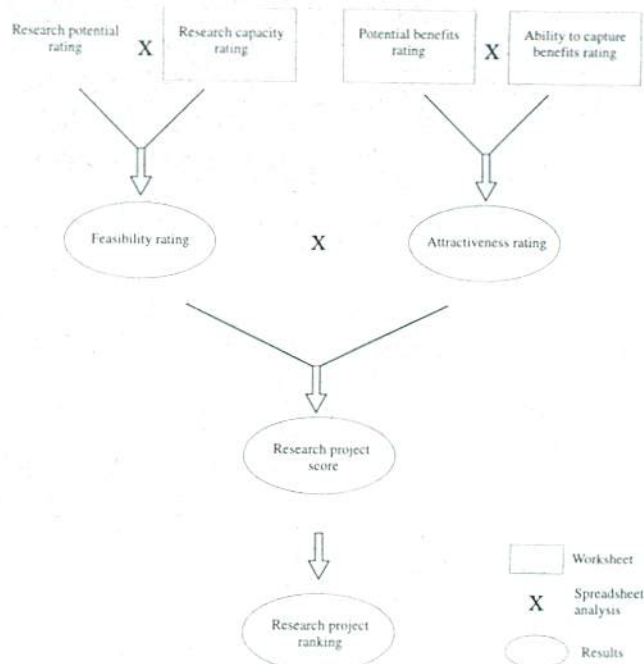 Research potential
rating
X
Research capacity
rating
Potential benefits
rating
X
Ability to capture
benefits rating
Feasibility rating
X
Attractiveness rating
Research project
score
Research project
ranking
Worksheet
X
Spreadsheet
analysis
Results